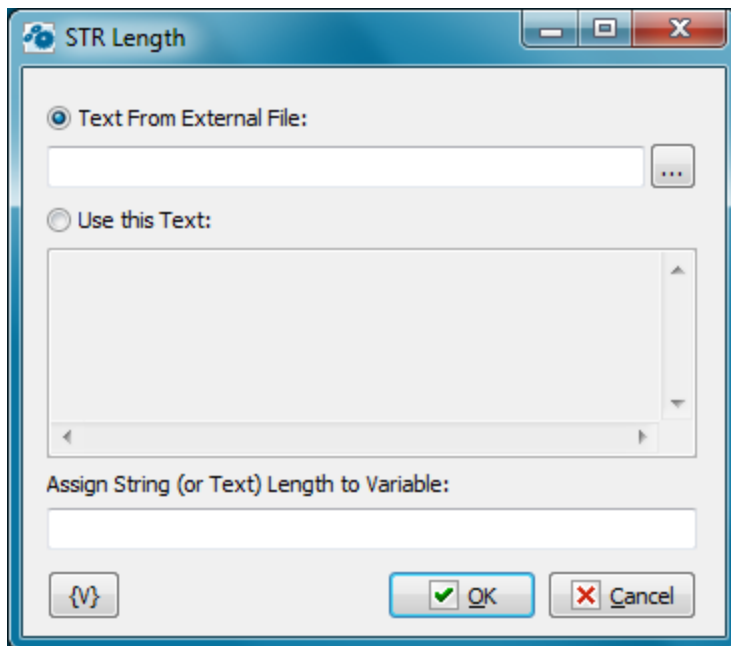 STR Length
Text From External File:
...
Use this Text:
Assign String (or Text) Length to Variable:
{V}
OK
Cancel